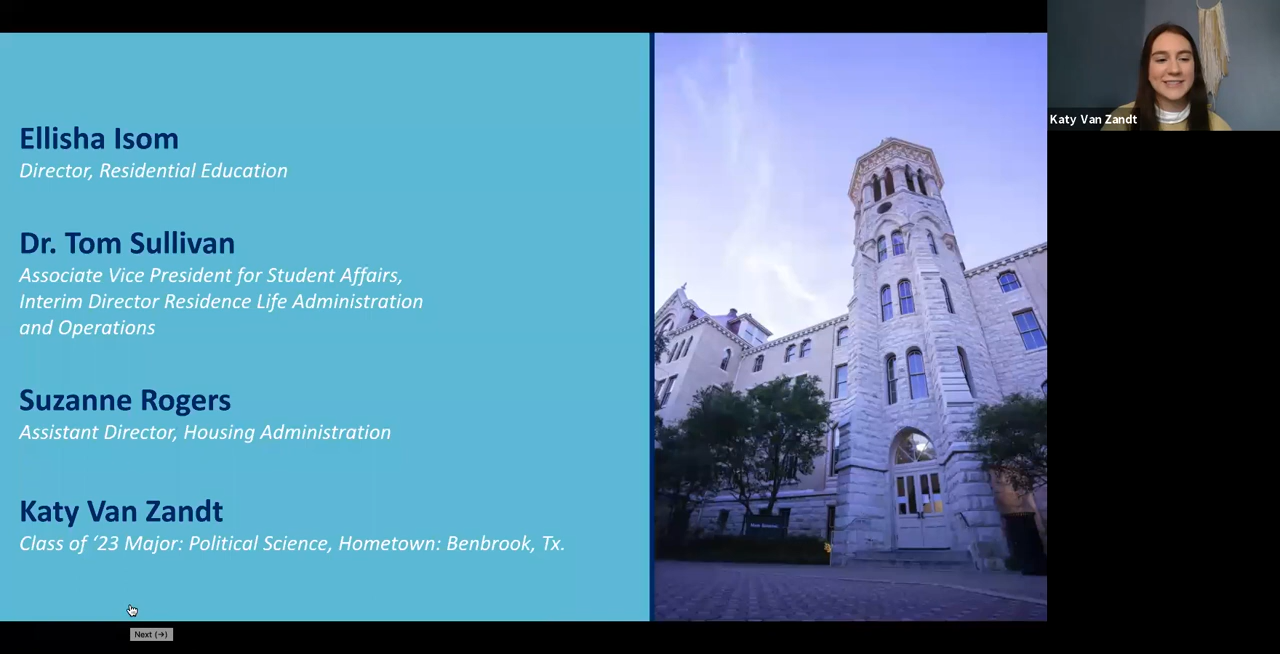 Ellisha Isom
Director, Residential Education
Dr. Tom Sullivan
Associate Vice President for Student Affairs,
Interim Director Residence Life Administration
and Operations
Suzanne Rogers
Assistant Director, Housing Administration
Katy Van Zandt
Class of ‘23 Major: Political Science, Hometown: Benbrook, Tx.
Next (→)
Katy Van Zandt